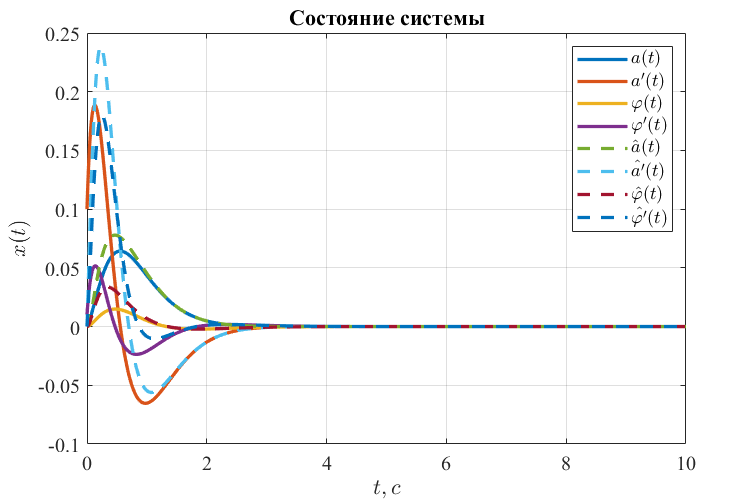 Состояние системы
0.25
0.2
0.15
0.1
0.05
0
-0.05
-0.1
x(t)
0 2 4 6 8 10
t, c
a(t)
a′(t)
φ(t)
φ′(t)
â(t)
â′(t)
φ̂(t)
φ̂′(t)